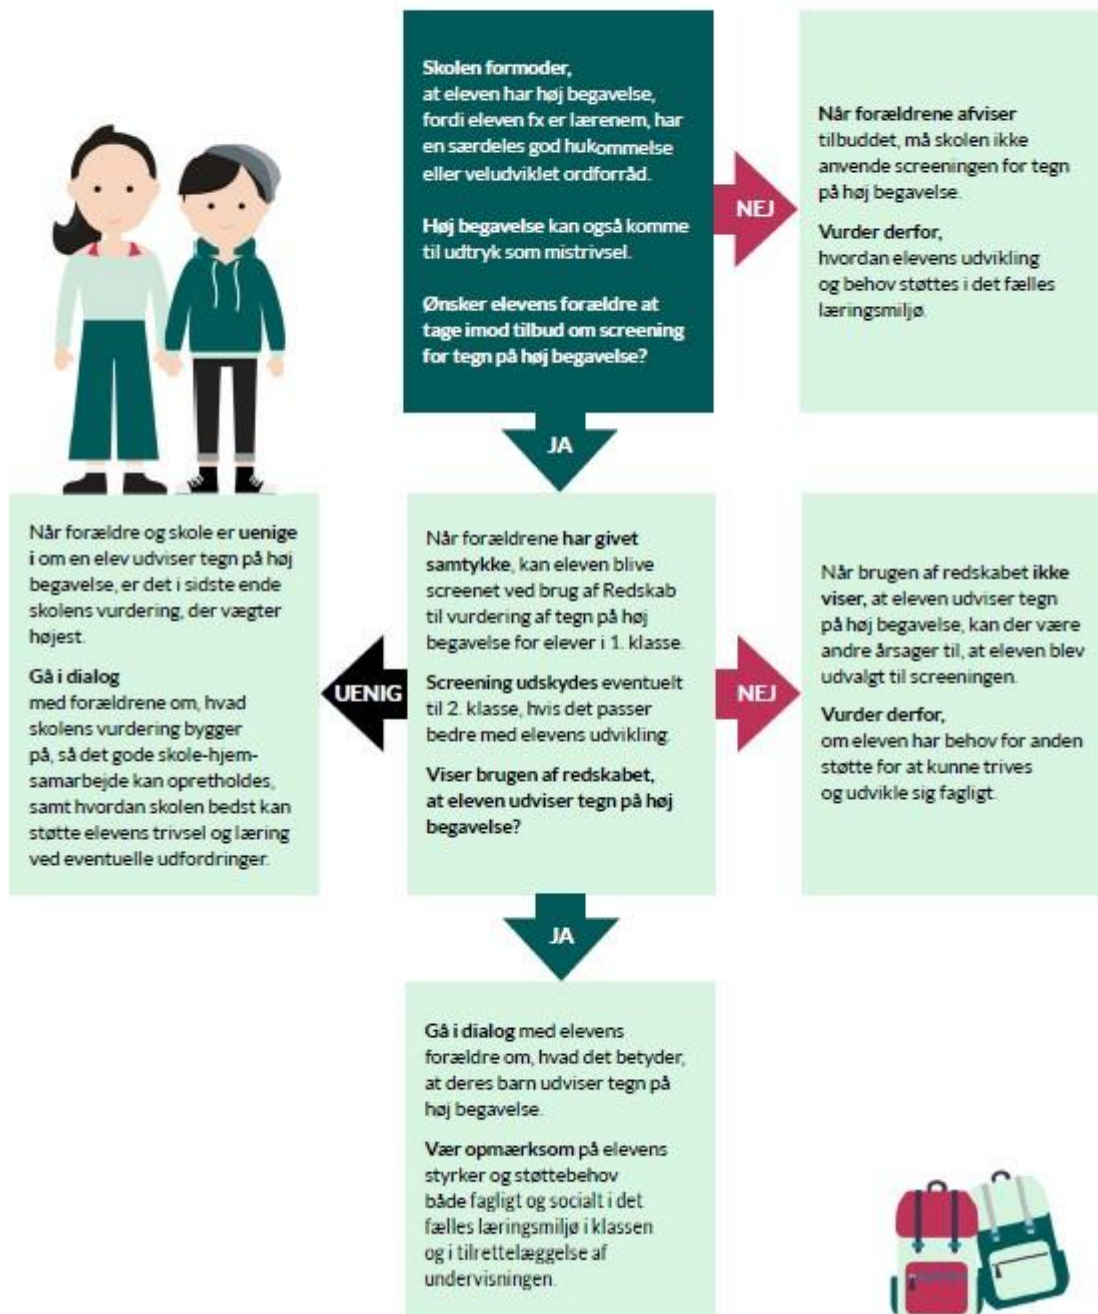 Skolen formoder,
at eleven har høj begavelse,
fordi eleven fx er lærenem, har
en særdeles god hukommelse
eller veludviklet ordforråd.
Høj begavelse kan også komme
til udtryk som mistrivsel.
Ønsker elevens forældre at
tage imod tilbud om screening
for tegn på høj begavelse?
NEJ
Når forældrene afviser
tilbuddet, må skolen ikke
anvende screeningen for tegn
på høj begavelse.
Vurder derfor,
hvordan elevens udvikling
og behov støttes i det fælles
læringsmiljø.
JA
Når forældre og skole er uenige
i om en elev udviser tegn på høj
begavelse, er det i sidste ende
skolens vurdering, der vægter
højest.
Gå i dialog
med forældrene om, hvad
skolens vurdering bygger
på, så det gode skole-hjem-
samarbejde kan opretholdes,
samt hvordan skolen bedst kan
støtte elevens trivsel og læring
ved eventuelle udfordringer.
UENIG
Når forældrene har givet
samtykke, kan eleven blive
screenet ved brug af Redskab
til vurdering af tegn på høj
begavelse for elever i 1. klasse.
Screening udskydes eventuelt
til 2. klasse, hvis det passer
bedre med elevens udvikling.
Viser brugen af redskabet,
at eleven udviser tegn på høj
begavelse?
NEJ
Når brugen af redskabet ikke
viser, at eleven udviser tegn
på høj begavelse, kan der være
andre årsager til, at eleven blev
udvalgt til screeningen.
Vurder derfor,
om eleven har behov for anden
støtte for at kunne trives
og udvikle sig fagligt.
JA
Gå i dialog med elevens
forældre om, hvad det betyder,
at deres barn udviser tegn på
høj begavelse.
Vær opmærksom på elevens
styrker og støttebehov
både fagligt og socialt i det
fælles læringsmiljø i klassen
og i tilrettelæggelse af
undervisningen.